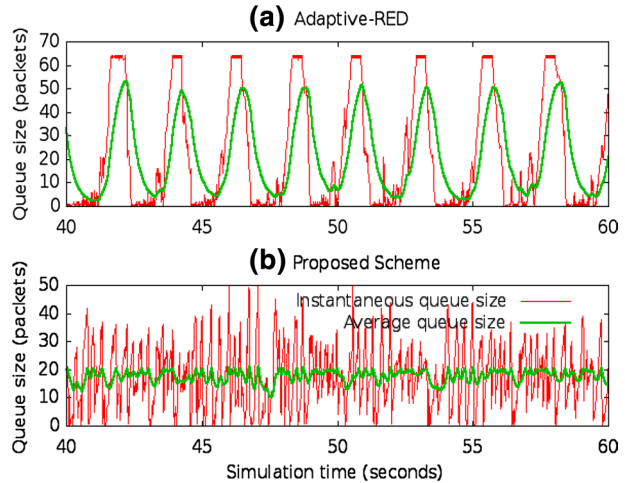 (a) Adaptive-RED
Queue size (packets)
70
60
50
40
30
20
10
0
40 45 50 55 60
(b) Proposed Scheme
Queue size (packets)
50
40
30
20
10
0
Instantaneous queue size
Average queue size
40 45 50 55 60
Simulation time (seconds)